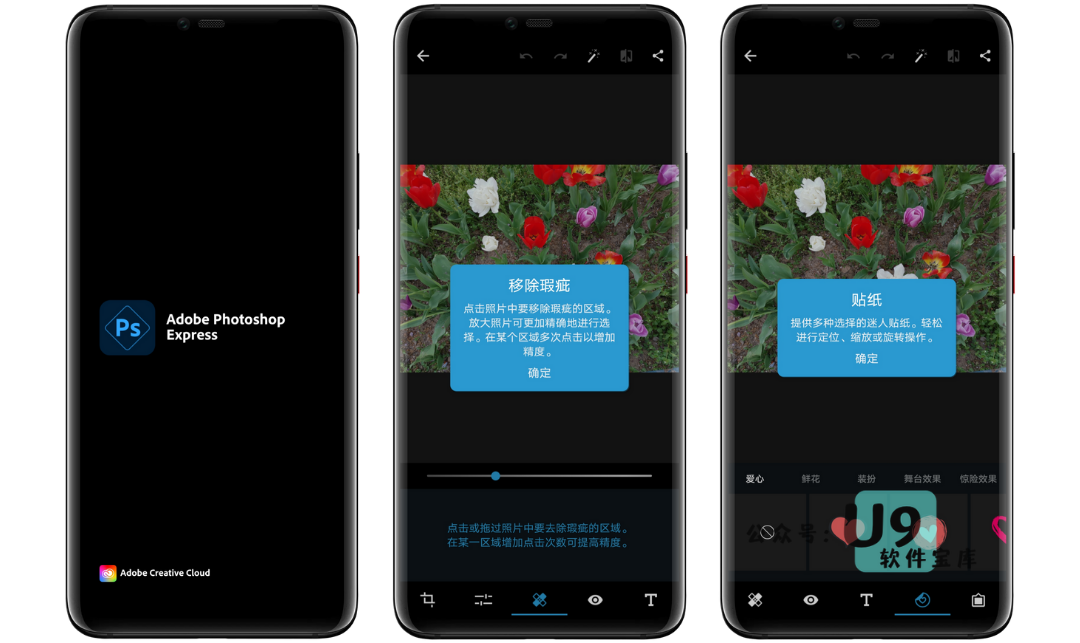 Ps
Adobe Photoshop
Express
Adobe Creative Cloud
移除瑕疵
点击照片中要移除瑕疵的区域。
放大照片可更加精确地进行选
择。在某个区域多次点击以增加
精度。
确定
点击或拖过照片中要去除瑕疵的区域。
在某一区域增加点击次数可提高精度。
T
贴纸
提供多种选择的迷人贴纸。轻松
进行定位、缩放或旋转操作。
确定
爱心 鲜花 装扮 舞台效果 惊险效果
公众号：U9
软件宝库
T